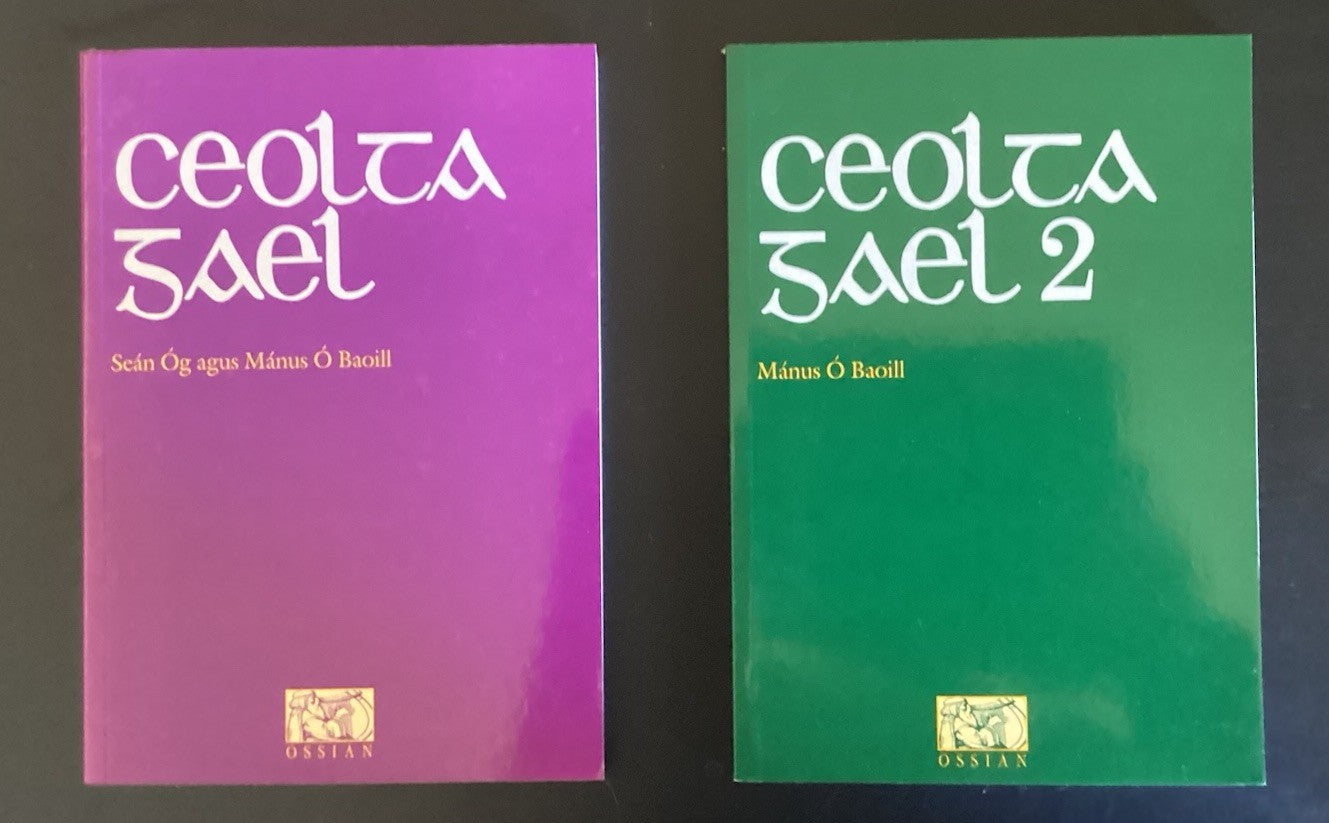 Ceolta
Gael
Seán Óg agus Mánus Ó Baoill
OSSIAN
Ceolta
Gael 2
Mánus Ó Baoill
OSSIAN